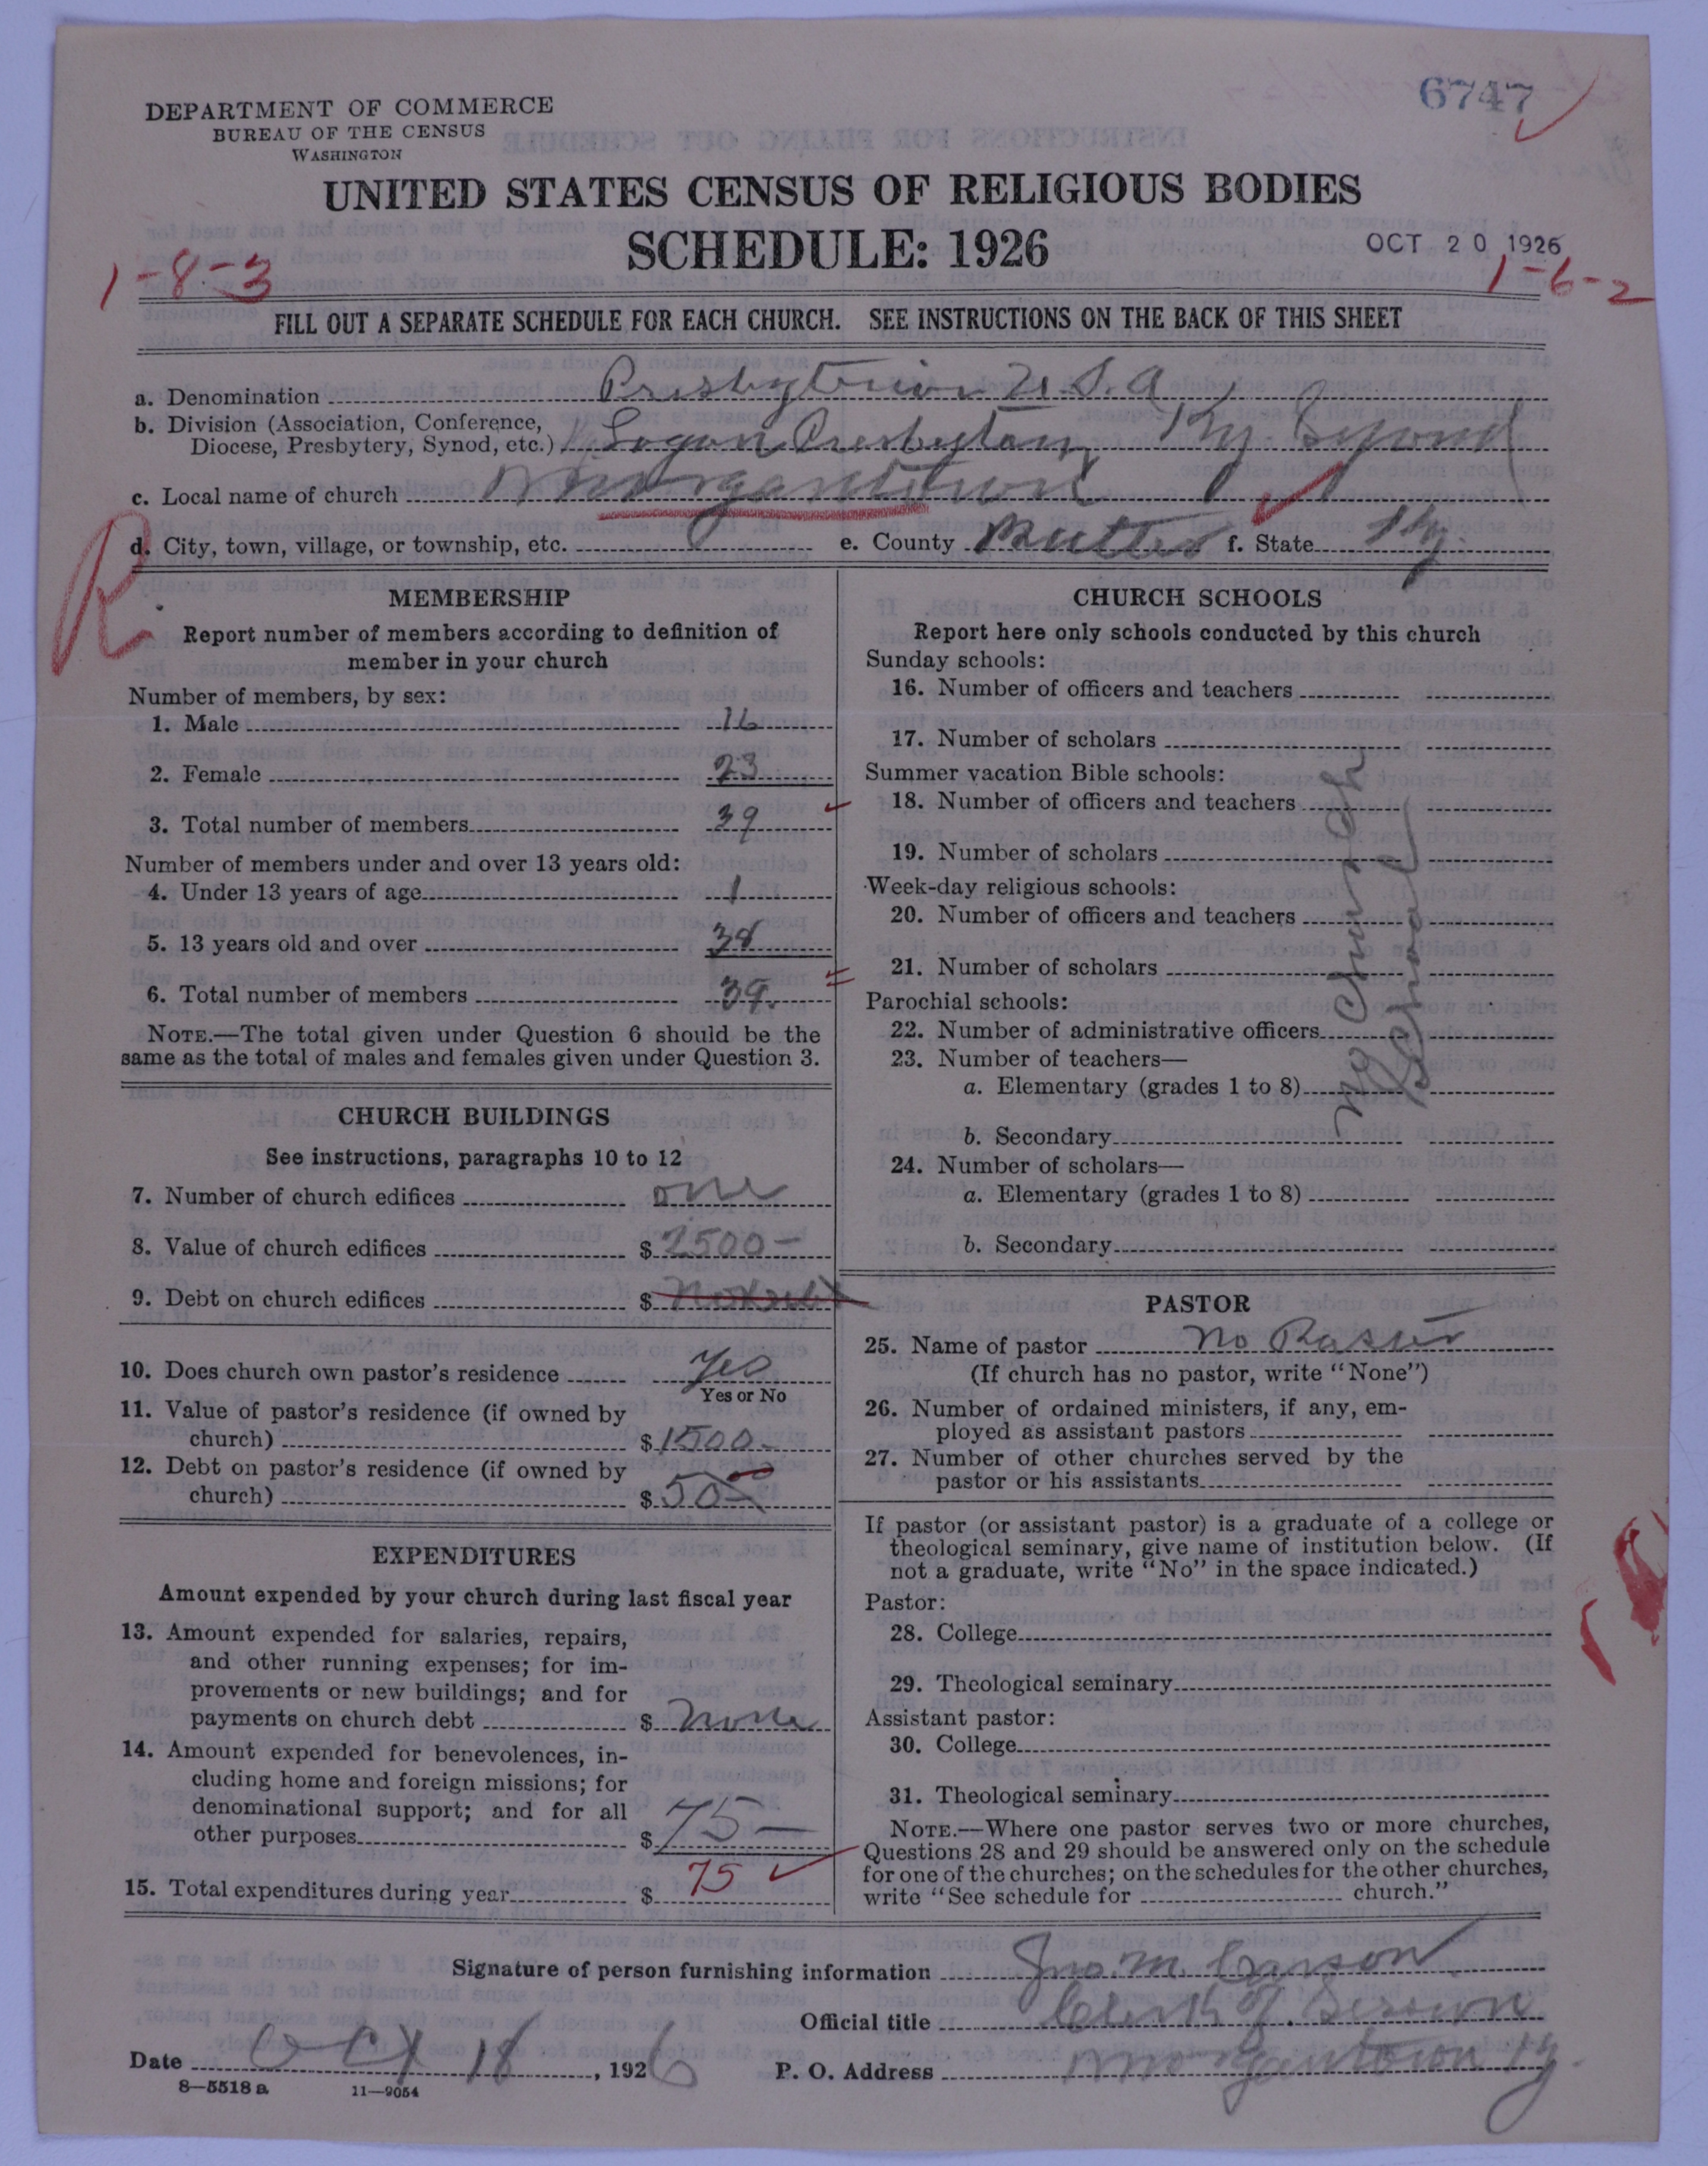 6747
DEPARTMENT OF COMMERCE
BUREAU OF THE CENSUS
WASHINGTON
UNITED STATES CENSUS OF RELIGIOUS BODIES
SCHEDULE: 1926
OCT 20 1926
1-8-3
1-6-2
FILL OUT A SEPARATE SCHEDULE FOR EACH CHURCH. SEE INSTRUCTIONS ON THE BACK OF THIS SHEET
a. Denomination Presbyterian U.S.A
b. Division (Association, Conference,
Diocese, Presbytery, Synod, etc.) Logan Presbytery Ky. Synod
c. Local name of church Morgantown
R
d. City, town, village, or township, etc. e. County Butler f. State Ky.
MEMBERSHIP
Report number of members according to definition of
member in your church
Number of members, by sex:
1. Male 16
2. Female 23
3. Total number of members 39
Number of members under and over 13 years old:
4. Under 13 years of age 1
5. 13 years old and over 38
6. Total number of members 39.
NOTE.—The total given under Question 6 should be the
same as the total of males and females given under Question 3.
CHURCH BUILDINGS
See instructions, paragraphs 10 to 12
7. Number of church edifices one
8. Value of church edifices $ 2500-
9. Debt on church edifices $ no debt
10. Does church own pastor's residence Yes
Yes or No
11. Value of pastor's residence (if owned by
church) $ 1500-
12. Debt on pastor's residence (if owned by
church) $
EXPENDITURES
Amount expended by your church during last fiscal year
13. Amount expended for salaries, repairs,
and other running expenses; for im-
provements or new buildings; and for
payments on church debt $ none
14. Amount expended for benevolences, in-
cluding home and foreign missions; for
denominational support; and for all
other purposes $ 75-
15. Total expenditures during year $ 75
CHURCH SCHOOLS
Report here only schools conducted by this church
Sunday schools:
16. Number of officers and teachers
17. Number of scholars
Summer vacation Bible schools:
18. Number of officers and teachers
19. Number of scholars
Week-day religious schools:
20. Number of officers and teachers
21. Number of scholars
Parochial schools:
22. Number of administrative officers
23. Number of teachers—
a. Elementary (grades 1 to 8)
b. Secondary
24. Number of scholars—
a. Elementary (grades 1 to 8)
b. Secondary
No Church
School
PASTOR
25. Name of pastor No Pastor
(If church has no pastor, write "None")
26. Number of ordained ministers, if any, em-
ployed as assistant pastors
27. Number of other churches served by the
pastor or his assistants
If pastor (or assistant pastor) is a graduate of a college or
theological seminary, give name of institution below. (If
not a graduate, write "No" in the space indicated.)
Pastor:
28. College
29. Theological seminary
Assistant pastor:
30. College
31. Theological seminary
NOTE.—Where one pastor serves two or more churches,
Questions 28 and 29 should be answered only on the schedule
for one of the churches; on the schedules for the other churches,
write "See schedule for church."
Signature of person furnishing information Jno. M. Carson
Official title Clerk of Session
Date Oct 18, 1926 P. O. Address Morgantown Ky.
8—5518 a 11—9054